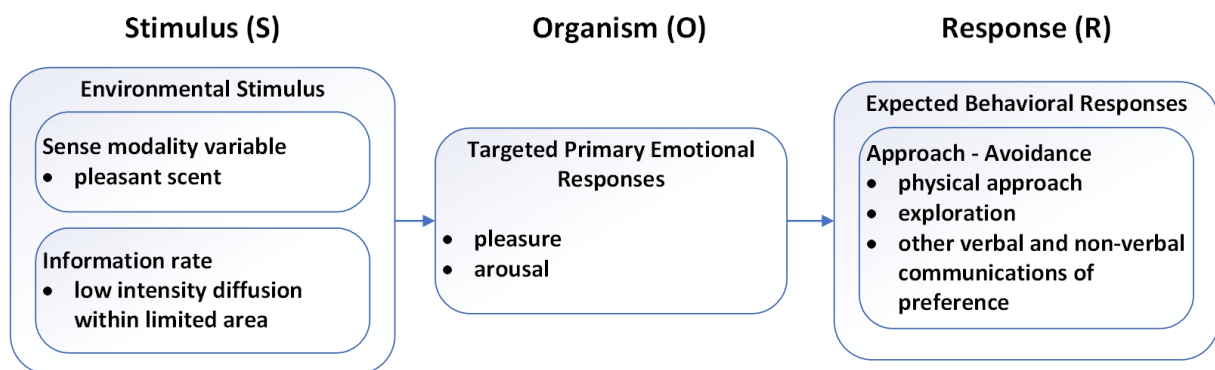 Stimulus (S)
Environmental Stimulus
Sense modality variable
• pleasant scent
Information rate
• low intensity diffusion
within limited area
Organism (O)
Targeted Primary Emotional
Responses
• pleasure
• arousal
Response (R)
Expected Behavioral Responses
Approach - Avoidance
• physical approach
• exploration
• other verbal and non-verbal
communications of
preference